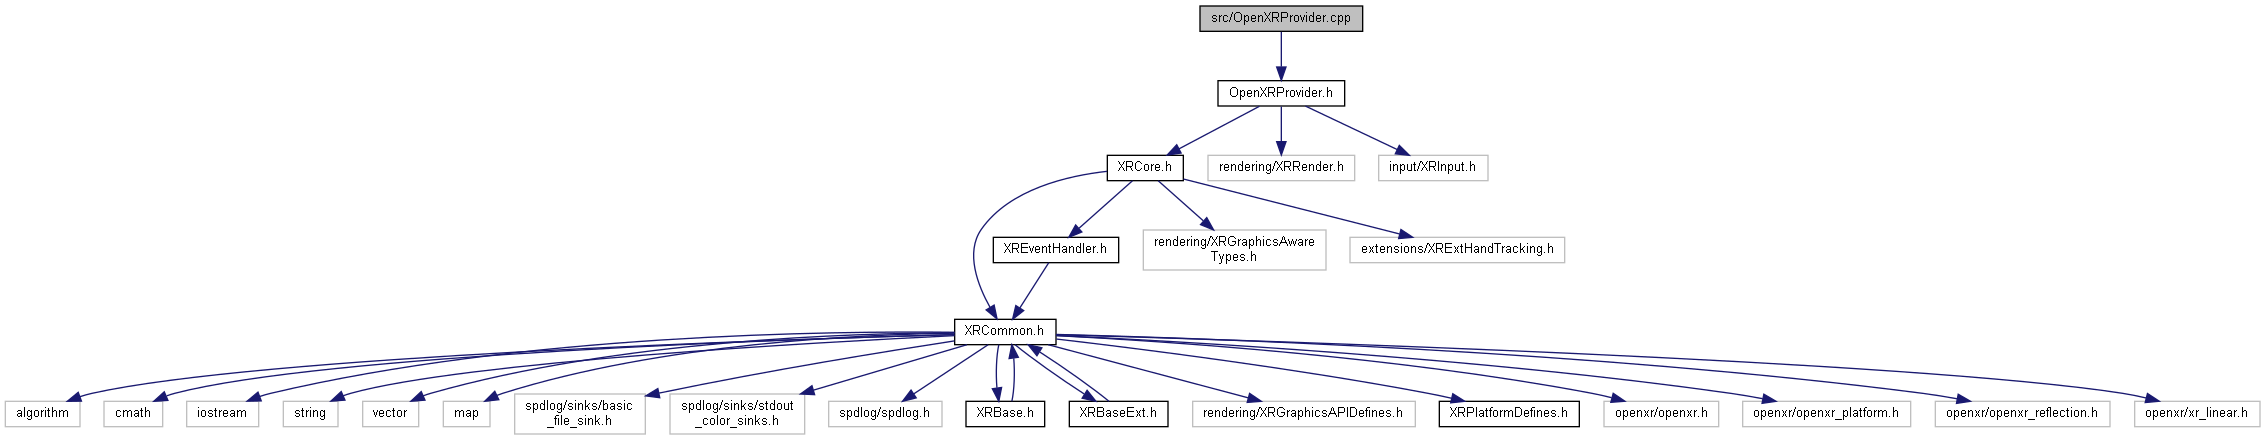 src/OpenXRProvider.cpp
OpenXRProvider.h
XRCore.h
rendering/XRRender.h
input/XRInput.h
XREventHandler.h
rendering/XRGraphicsAware
Types.h
extensions/XRExtHandTracking.h
XRCommon.h
algorithm
cmath
iostream
string
vector
map
spdlog/sinks/basic
_file_sink.h
spdlog/sinks/stdout
_color_sinks.h
spdlog/spdlog.h
XRBase.h
XRBaseExt.h
rendering/XRGraphicsAPIDefines.h
XRPlatformDefines.h
openxr/openxr.h
openxr/openxr_platform.h
openxr/openxr_reflection.h
openxr/xr_linear.h